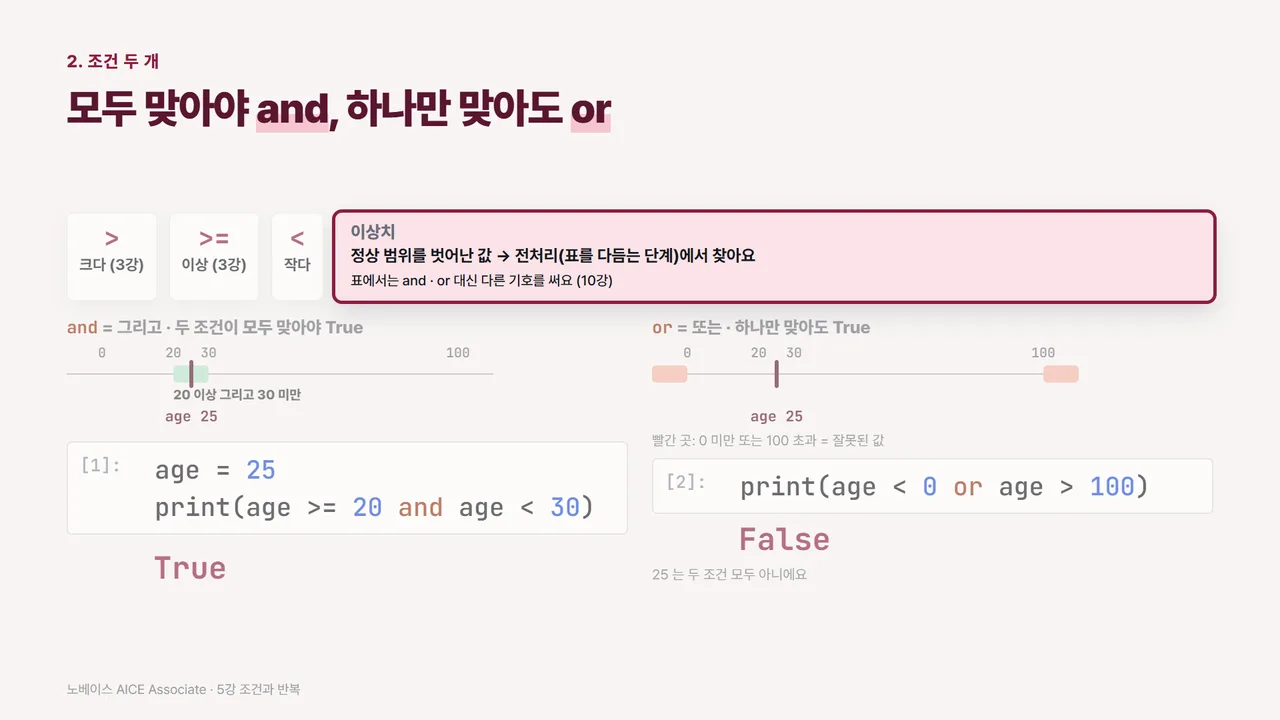 2. 조건 두 개
모두 맞아야 and, 하나만 맞아도 or
>
크다 (3강)
>=
이상 (3강)
<
작다
이상치
정상 범위를 벗어난 값 → 전처리(표를 다듬는 단계)에서 찾아요
표에서는 and · or 대신 다른 기호를 써요 (10강)
and = 그리고 · 두 조건이 모두 맞아야 True
0 20 30 100
20 이상 그리고 30 미만
age 25
[1]: age = 25
print(age >= 20 and age < 30)
True
or = 또는 · 하나만 맞아도 True
0 20 30 100
age 25
빨간 곳: 0 미만 또는 100 초과 = 잘못된 값
[2]: print(age < 0 or age > 100)
False
25 는 두 조건 모두 아니에요
노베이스 AICE Associate · 5강 조건과 반복